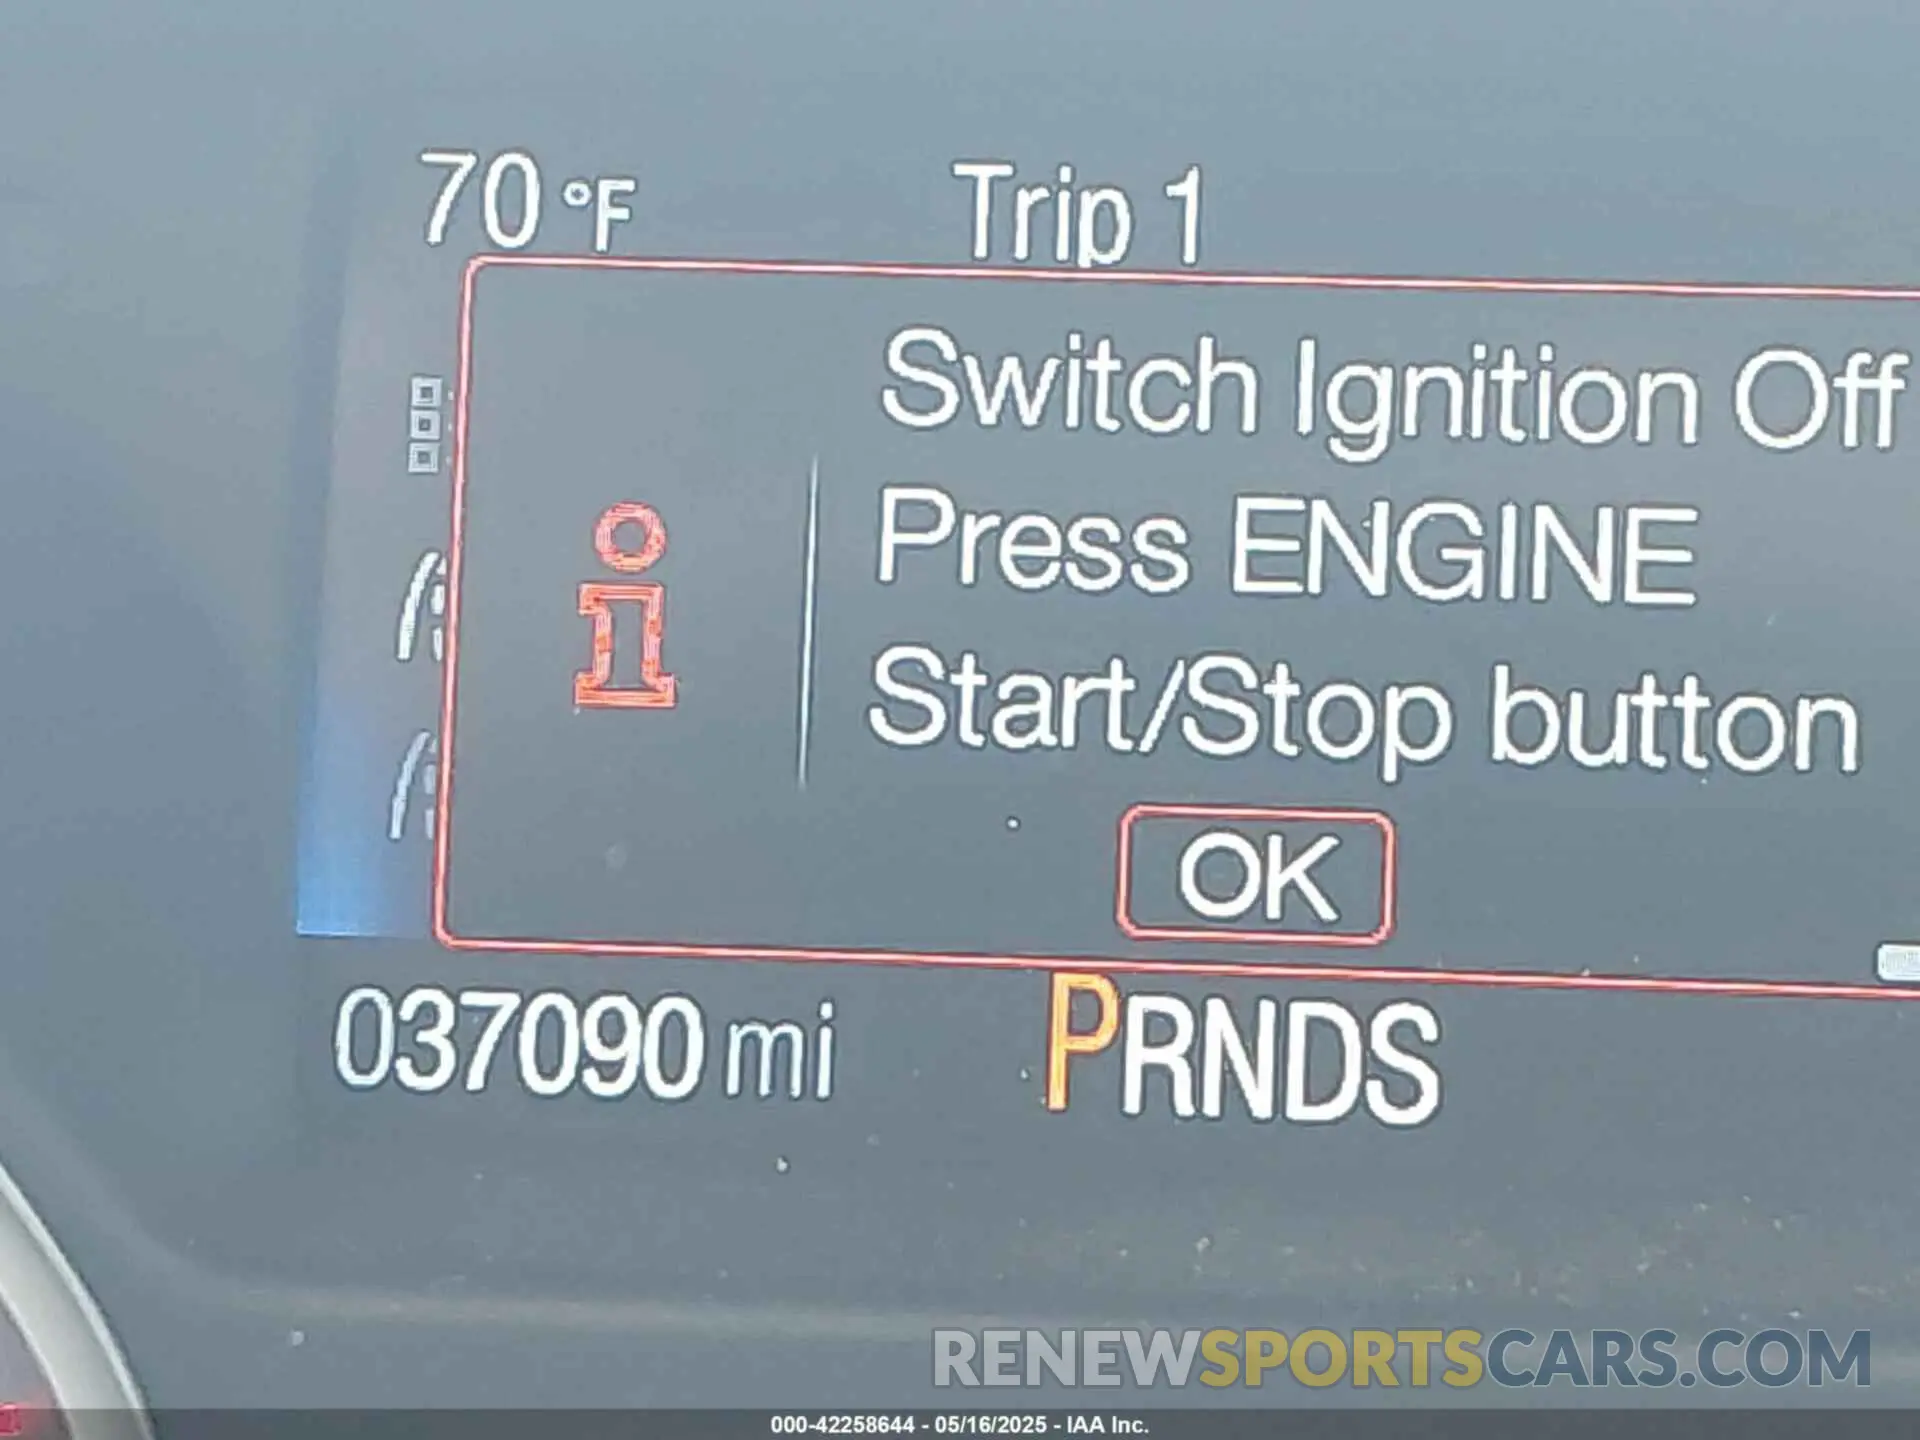 70 °F Trip 1
Switch Ignition Off
Press ENGINE
Start/Stop button
OK
037090 mi PRNDS
RENEWSPORTSCARS.COM
000-42258644 - 05/16/2025 - IAA Inc.